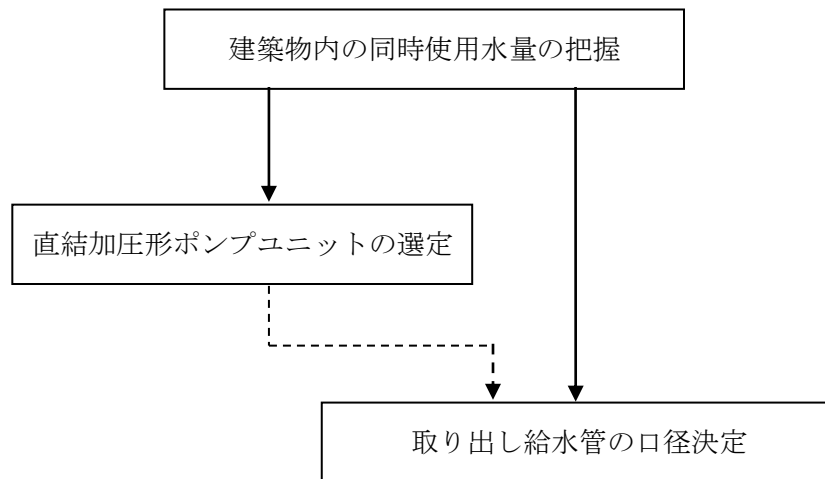 建築物内の同時使用水量の把握
直結加圧形ポンプユニットの選定
取り出し給水管の口径決定